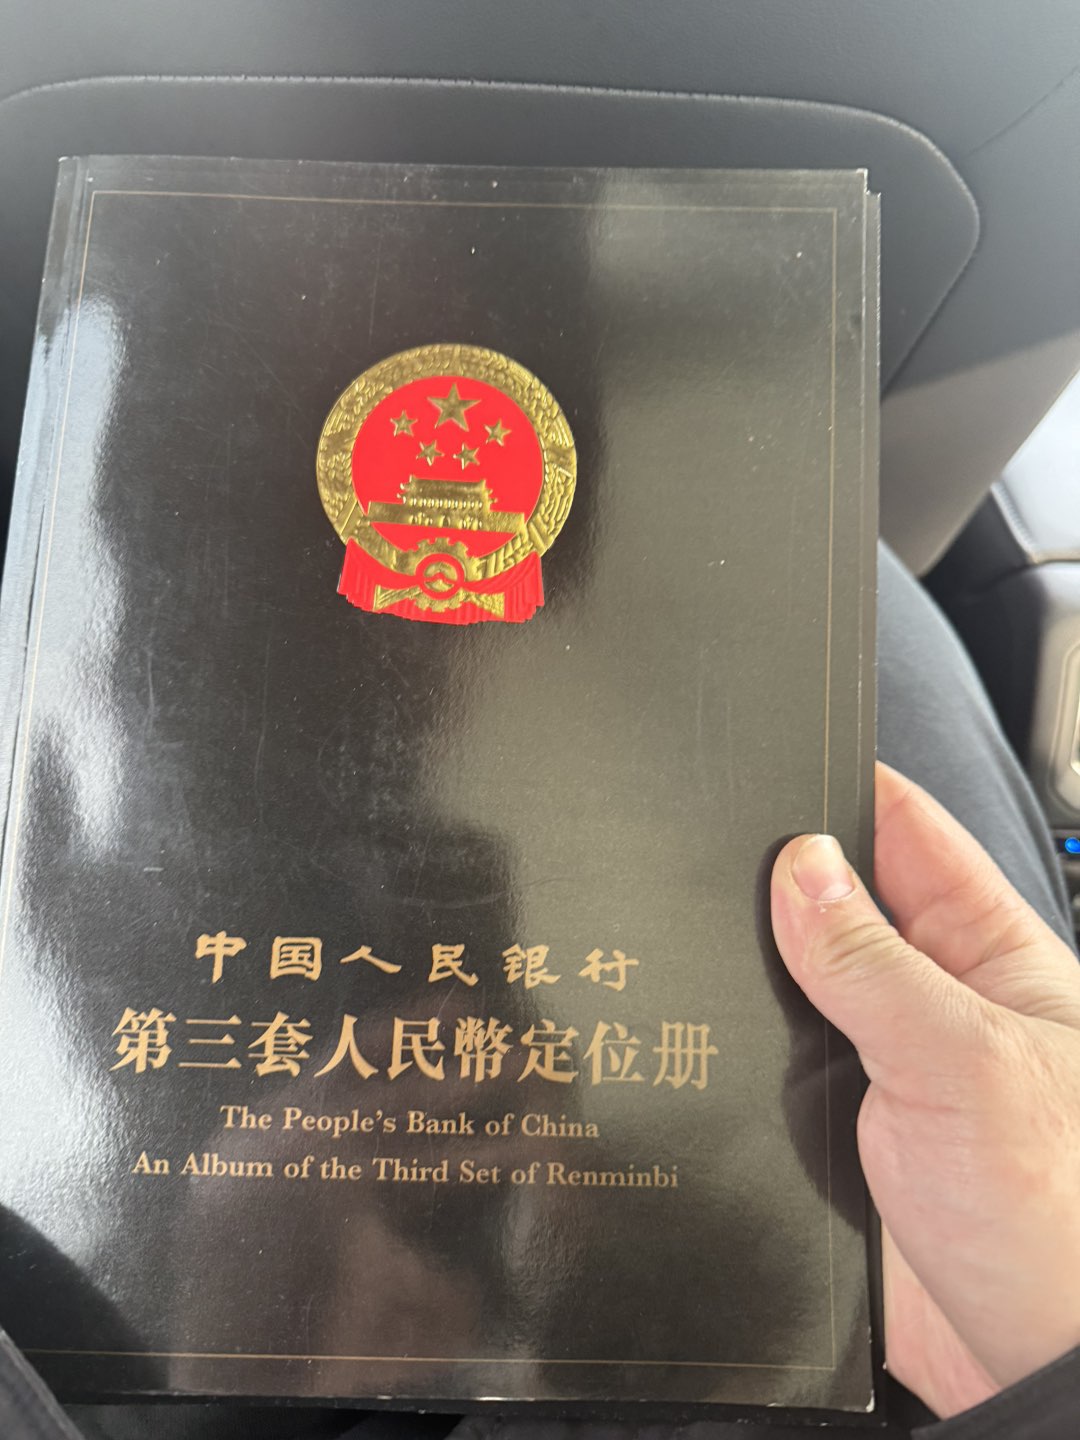 中国人民银行
第三套人民幣定位册
The People's Bank of China
An Album of the Third Set of Renminbi